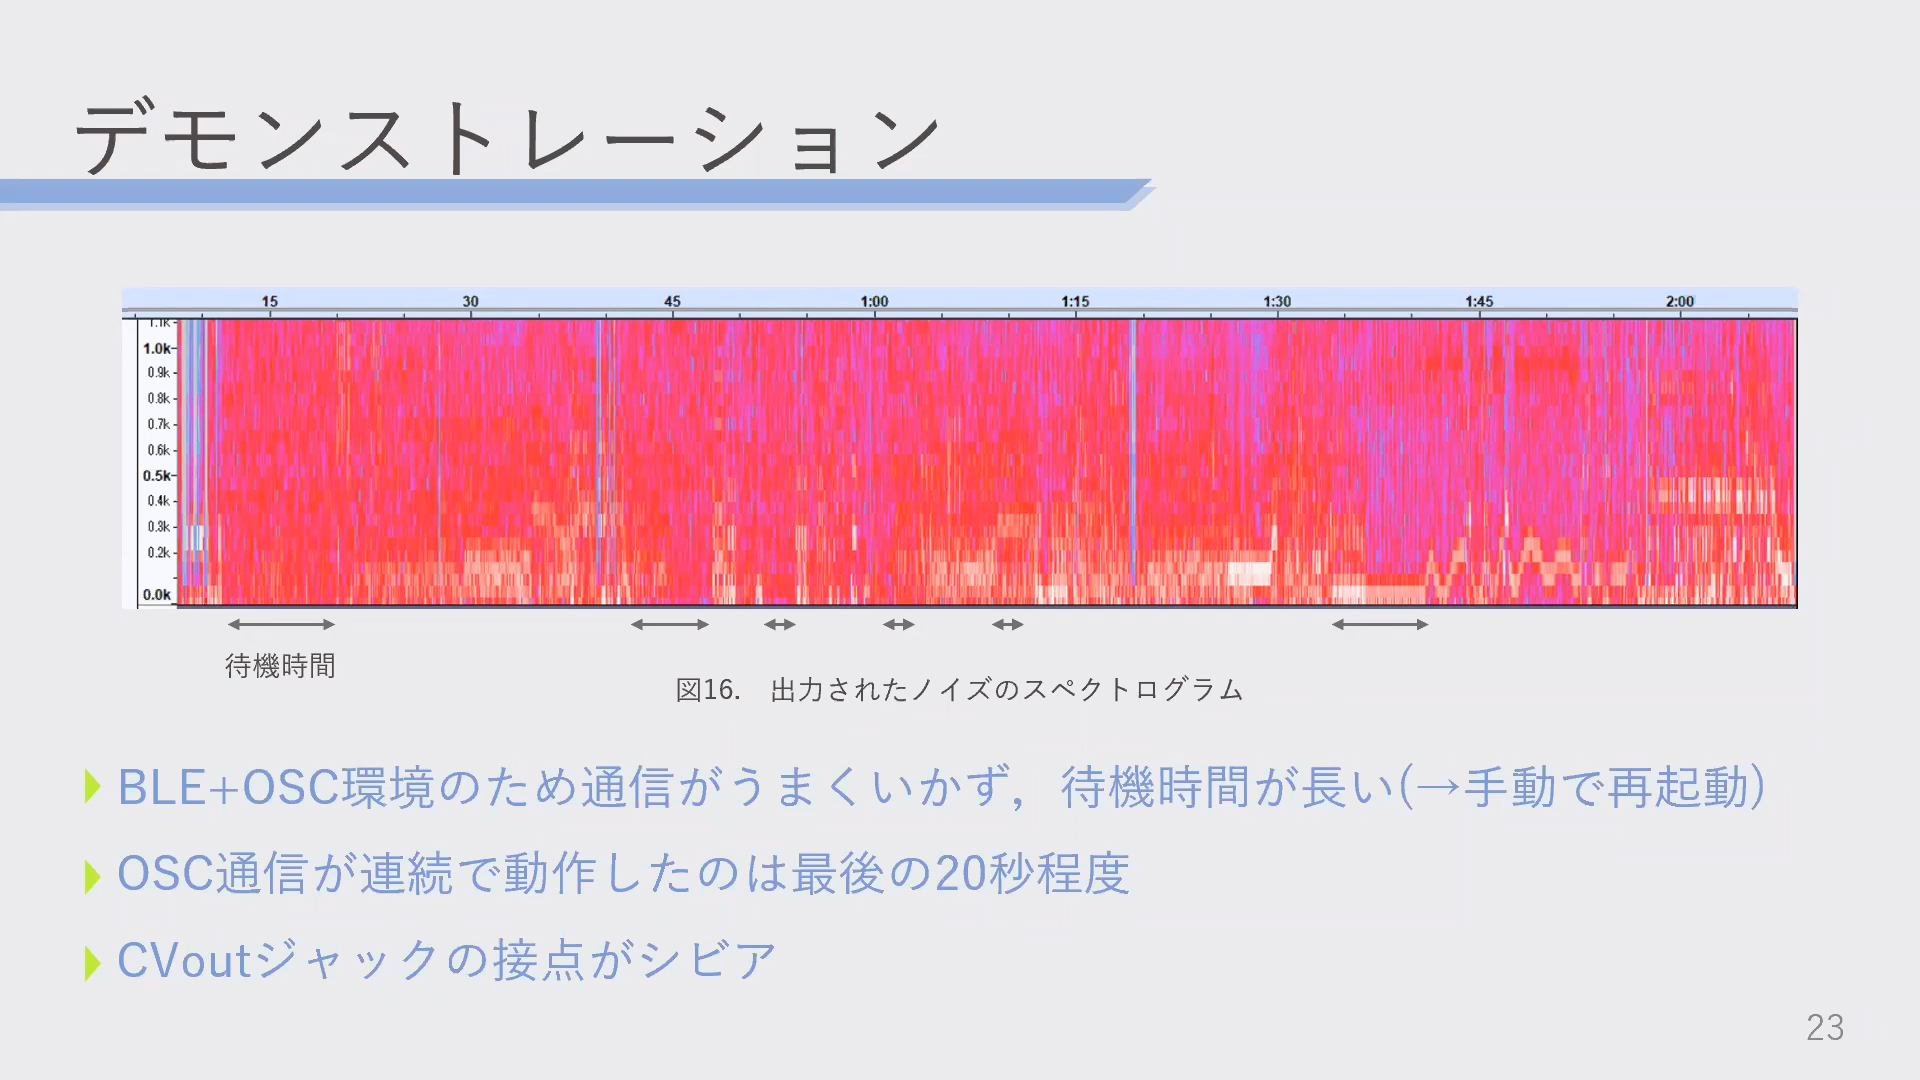 デモンストレーション
15 30 45 1:00 1:15 1:30 1:45 2:00
1.1k
1.0k
0.9k
0.8k
0.7k
0.6k
0.5k
0.4k
0.3k
0.2k
0.0k
待機時間
図16. 出力されたノイズのスペクトログラム
BLE+OSC環境のため通信がうまくいかず，待機時間が長い(→手動で再起動)
OSC通信が連続で動作したのは最後の20秒程度
CVoutジャックの接点がシビア
23